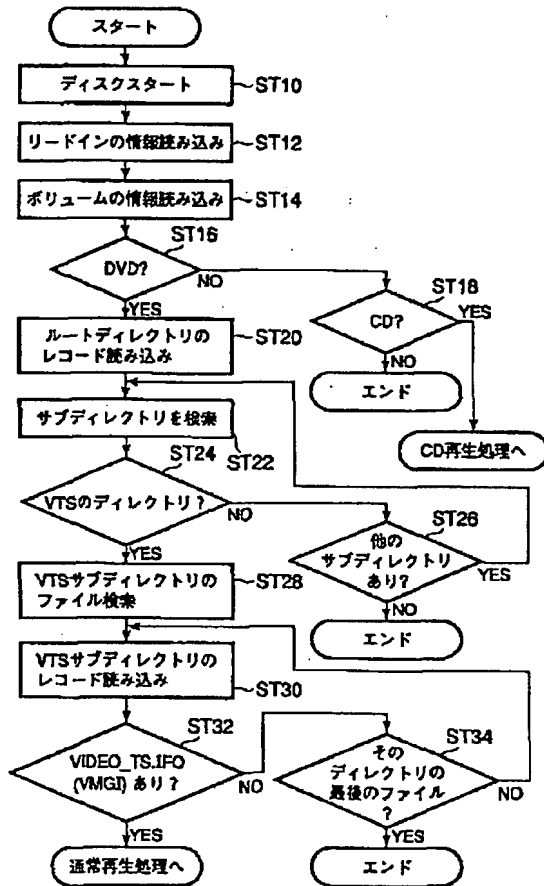 スタート
ディスクスタート
ST10
リードインの情報読み込み
ST12
ボリュームの情報読み込み
ST14
ST16
DVD?
NO
YES
ST18
CD?
YES
NO
エンド
CD再生処理へ
ルートディレクトリの
レコード読み込み
ST20
サブディレクトリを検索
ST22
ST24
VTSのディレクトリ?
NO
YES
ST26
他の
サブディレクトリ
あり?
YES
NO
エンド
VTSサブディレクトリの
ファイル検索
ST28
VTSサブディレクトリの
レコード読み込み
ST30
ST32
VIDEO_TS.IFO
(VMGI) あり?
NO
YES
通常再生処理へ
ST34
その
ディレクトリの
最後のファイル
?
NO
YES
エンド